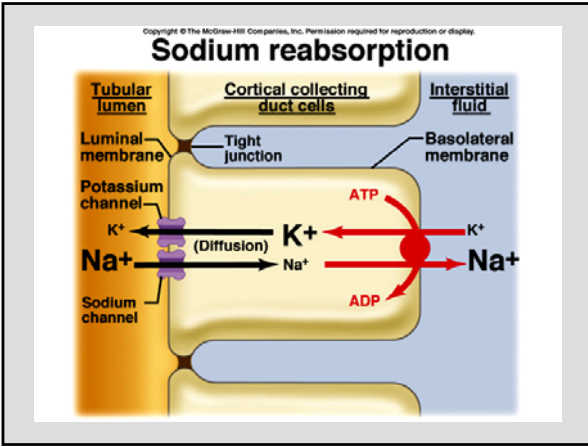 Copyright © The McGraw-Hill Companies, Inc. Permission required for reproduction or display.
Sodium reabsorption
Tubular
lumen
Cortical collecting
duct cells
Interstitial
fluid
Luminal
membrane
Tight
junction
Basolateral
membrane
Potassium
channel
ATP
K+
(Diffusion)
K+
K+
Na+
Na+
Na+
Sodium
channel
ADP